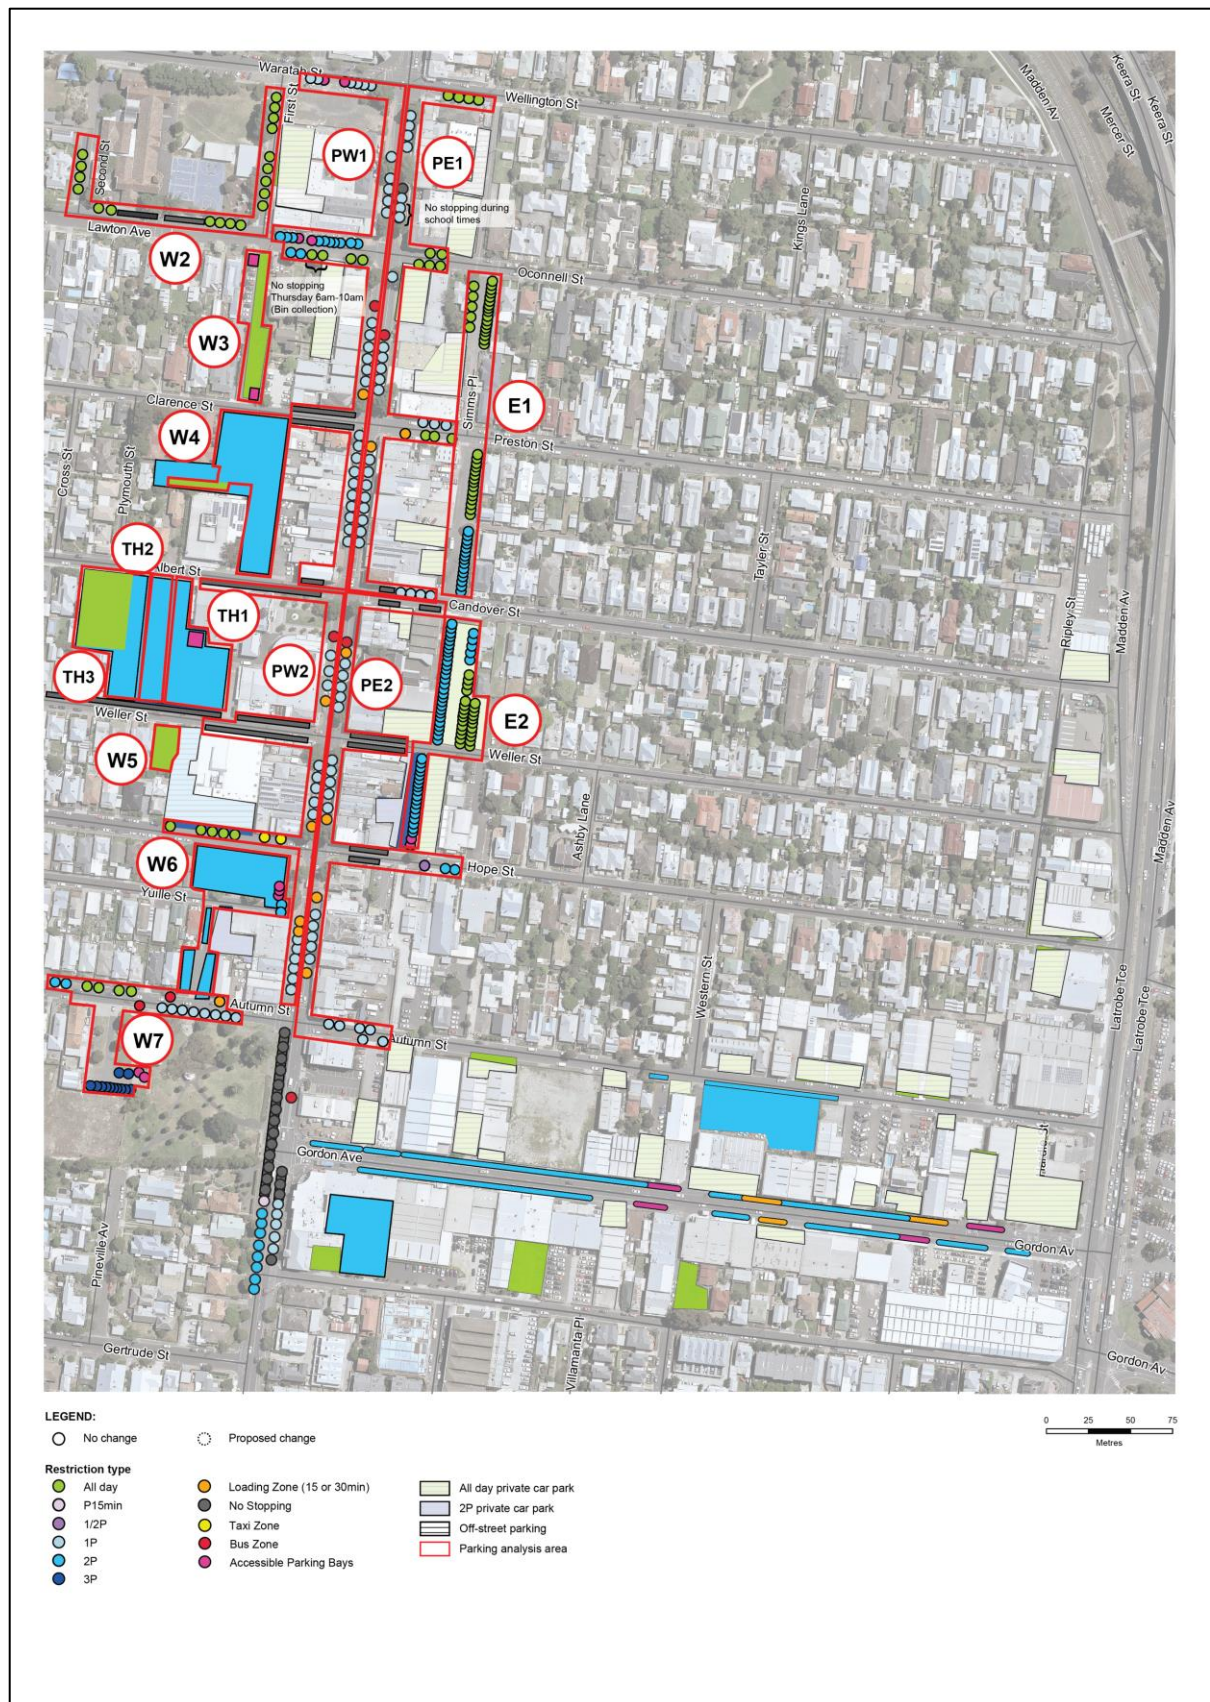 Waratah St
First St
Wellington St
Madden Av
Mercer St
Keera St
Keera St
PW1
PE1
Second St
No stopping during
school times
Kings Lane
Lawton Ave
W2
Oconnell St
No stopping
Thursday 6am-10am
(Bin collection)
W3
Simms Pl
E1
Clarence St
W4
Preston St
Cross St
Plymouth St
Tayler St
TH2
Albert St
TH1
Candover St
Ripley St
Madden Av
TH3
PW2
PE2
Weller St
E2
W5
Weller St
Ashby Lane
Madden Av
W6
Hope St
Yuille St
Western St
Latrobe Tce
Latrobe Tce
Autumn St
W7
Autumn St
Gordon Ave
Gordon Av
Pineville Av
Villamanta Pl
Gertrude St
Gordon Av
LEGEND:
No change
Proposed change
0 25 50 75
Metres
Restriction type
All day
Loading Zone (15 or 30min)
All day private car park
P15min
No Stopping
2P private car park
1/2P
Taxi Zone
Off-street parking
1P
Bus Zone
Parking analysis area
2P
Accessible Parking Bays
3P